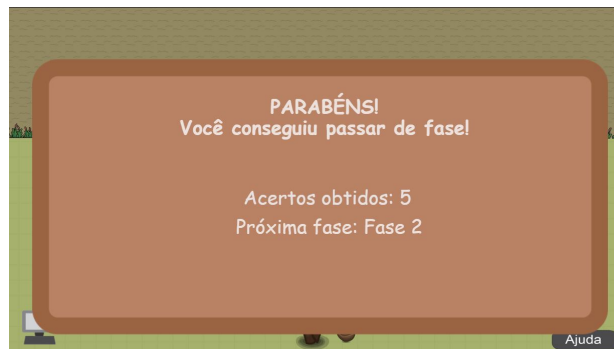 PARABÉNS!
Você conseguiu passar de fase!
Acertos obtidos: 5
Próxima fase: Fase 2
Ajuda